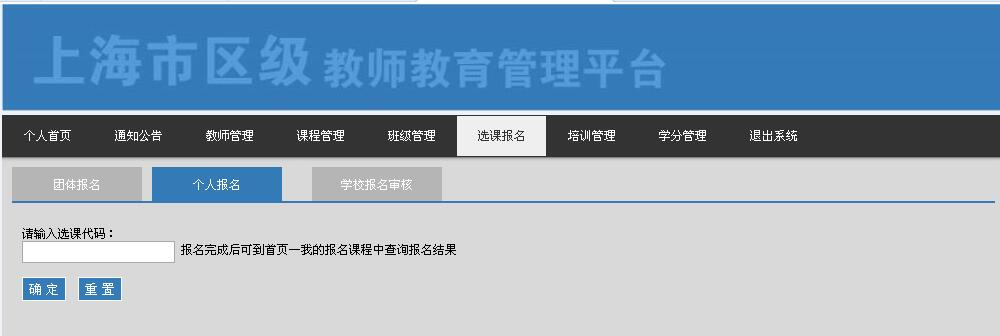 上海市区级 教师教育管理平台
个人首页 通知公告 教师管理 课程管理 班级管理 选课报名 培训管理 学分管理 退出系统
团体报名 个人报名 学校报名审核
请输入选课代码：
报名完成后可到首页—我的报名课程中查询报名结果
确 定 重 置